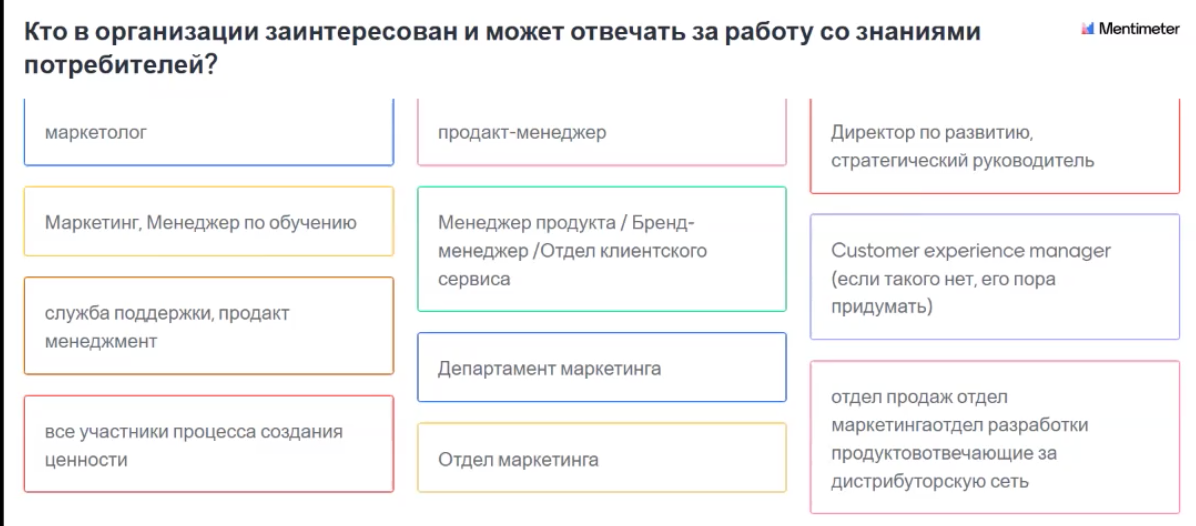 Кто в организации заинтересован и может отвечать за работу со знаниями
потребителей?
Mentimeter
маркетолог
Маркетинг, Менеджер по обучению
служба поддержки, продакт
менеджмент
все участники процесса создания
ценности
продакт-менеджер
Менеджер продукта / Бренд-
менеджер /Отдел клиентского
сервиса
Департамент маркетинга
Отдел маркетинга
Директор по развитию,
стратегический руководитель
Customer experience manager
(если такого нет, его пора
придумать)
отдел продаж отдел
маркетингаотдел разработки
продуктовотвечающие за
дистрибуторскую сеть